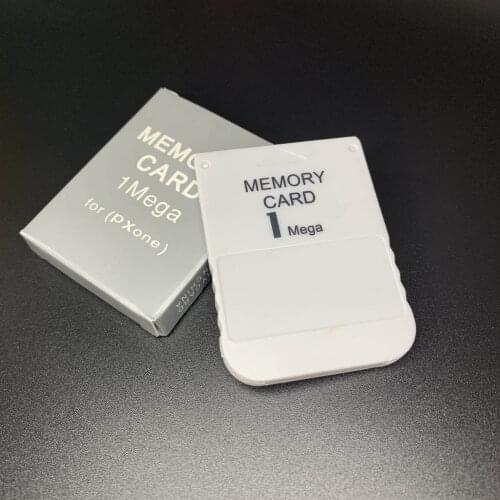 MEMORY
CARD
1Mega
for (PXone)
MEMORY
CARD
1 Mega